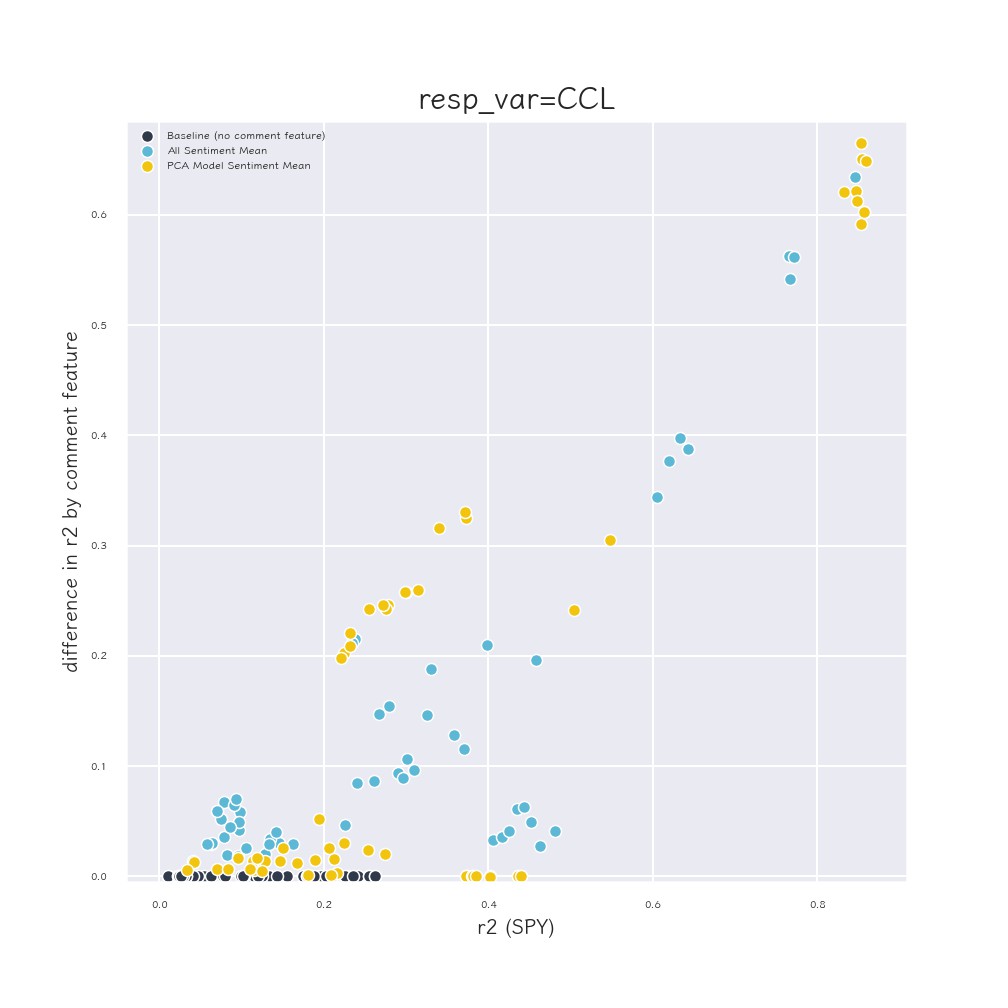 resp_var=CCL
Baseline (no comment feature)
All Sentiment Mean
PCA Model Sentiment Mean
0.6
0.5
0.4
0.3
0.2
0.1
0.0
difference in r2 by comment feature
0.0 0.2 0.4 0.6 0.8
r2 (SPY)